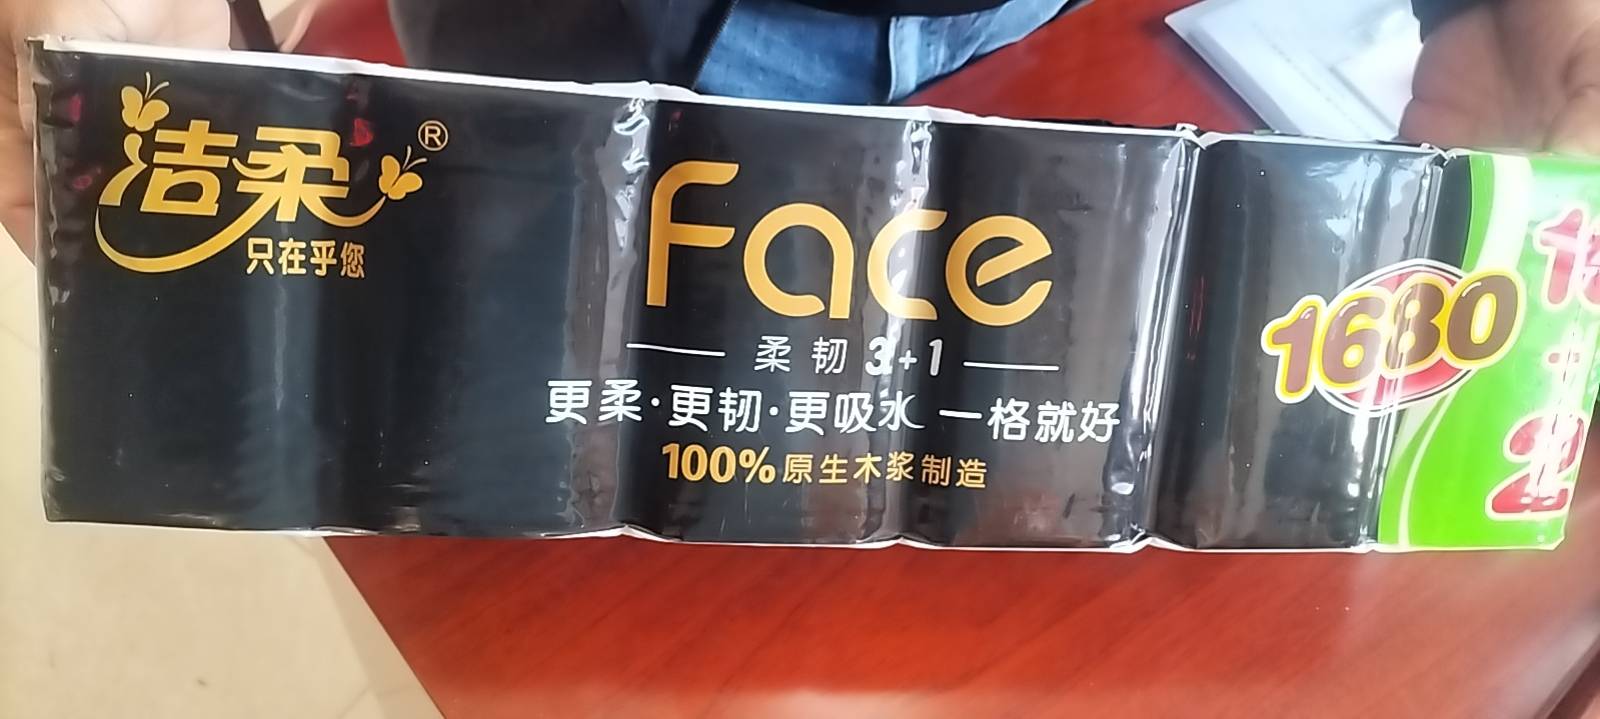 洁柔®
只在乎您
Face
柔韧 3+1
更柔·更韧·更吸水 一格就好
100%原生木浆制造
1680